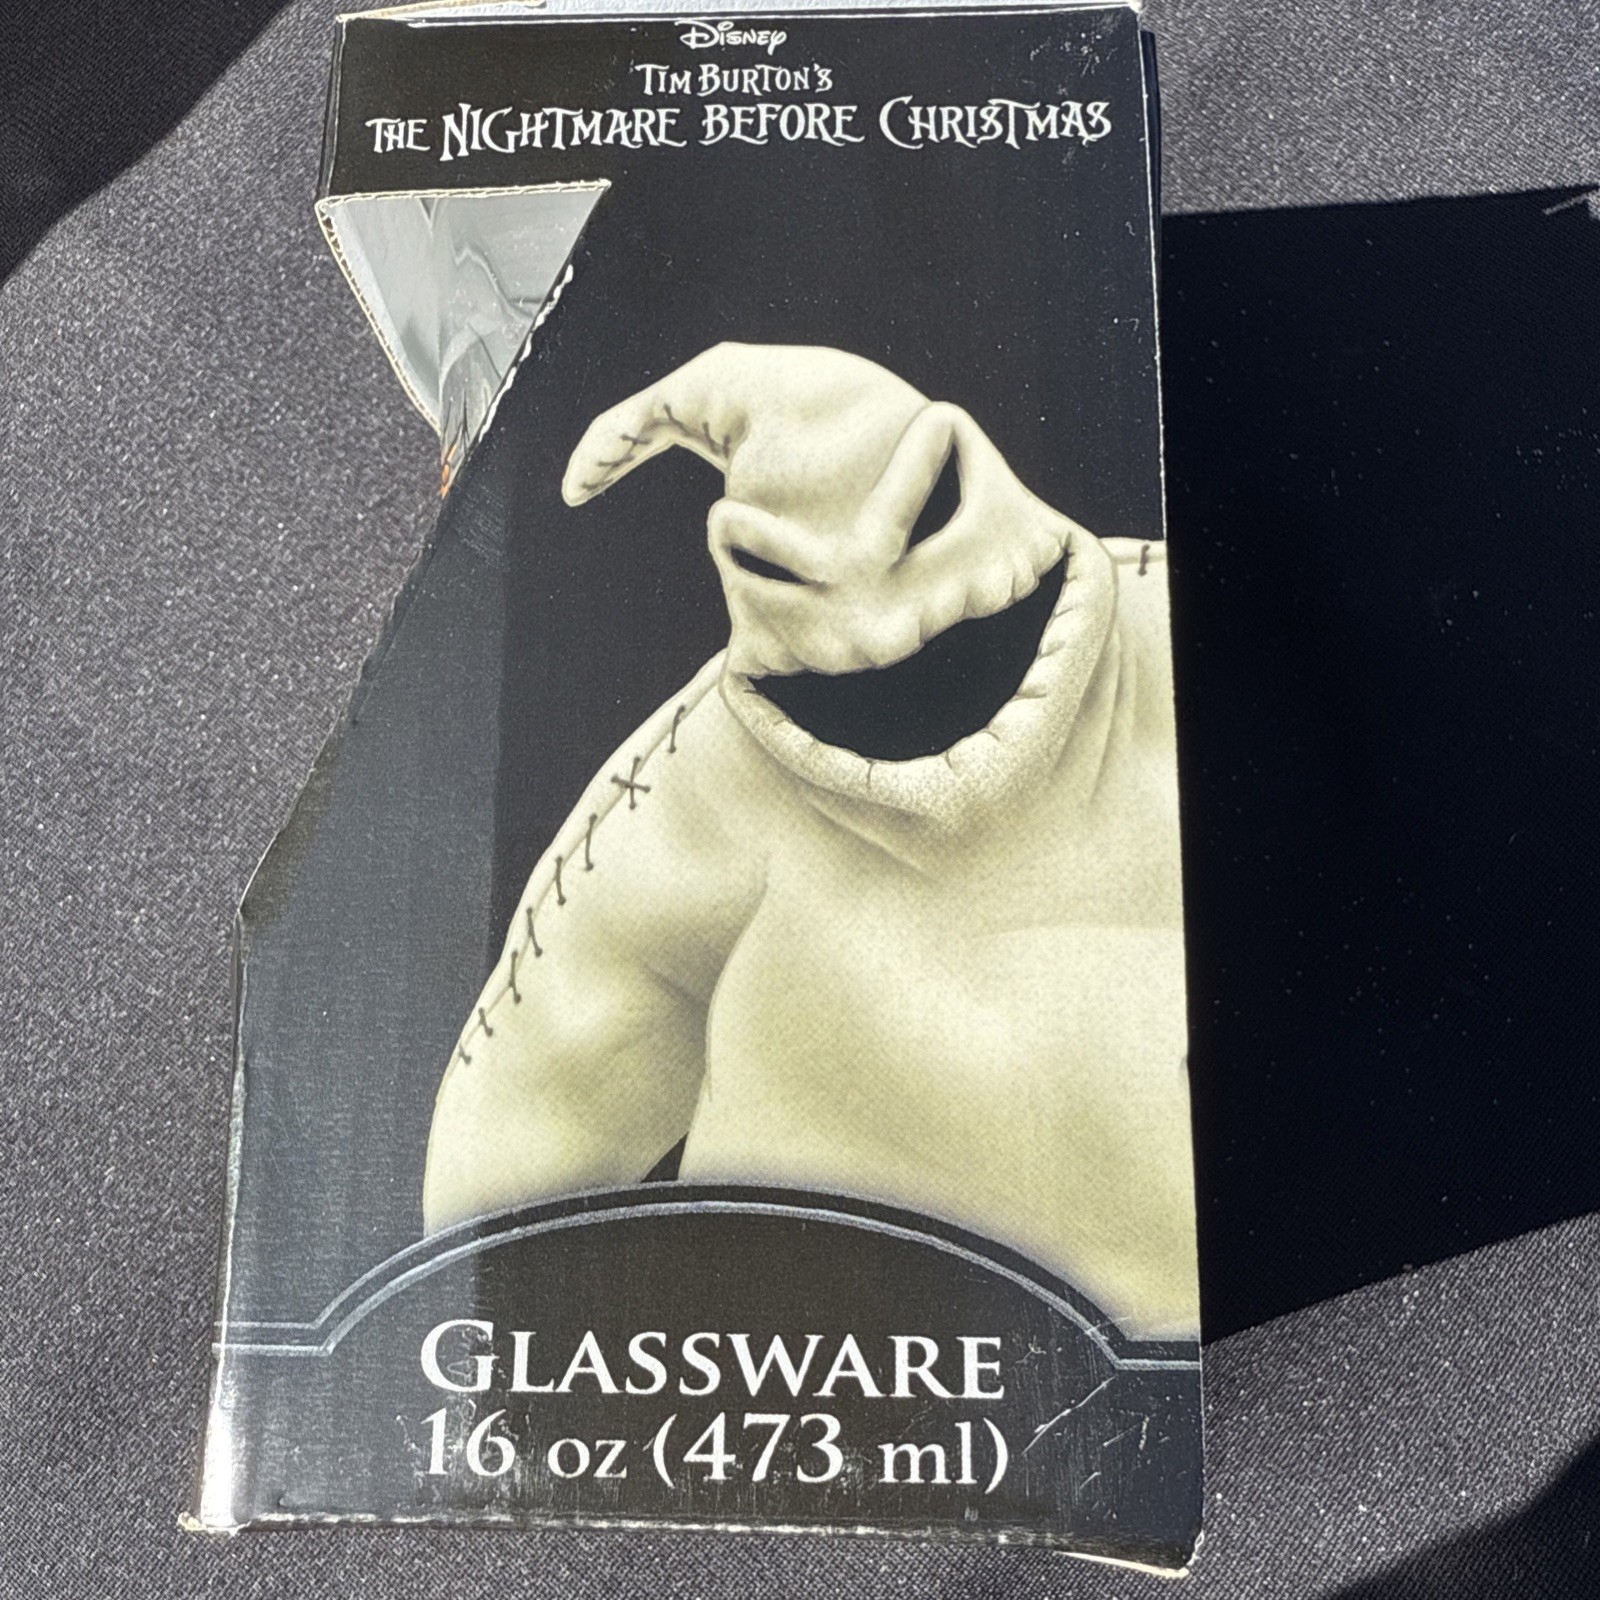 Disney
Tim Burton's
The Nightmare Before Christmas
Glassware
16 oz (473 ml)